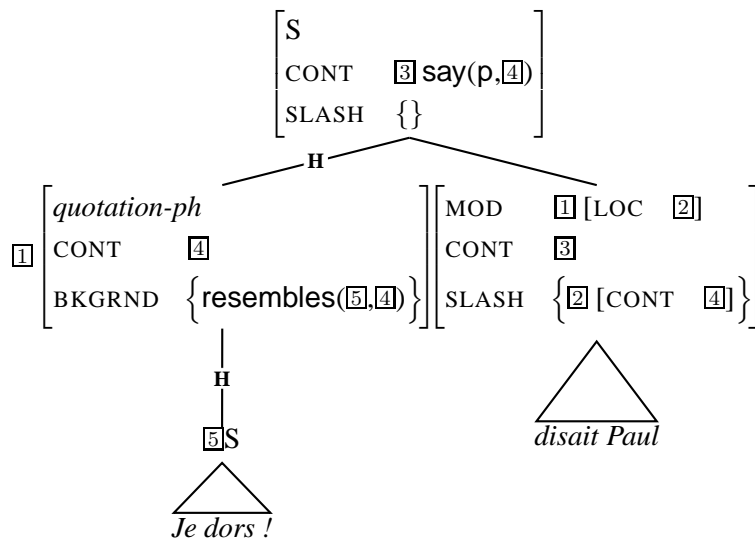 S
CONT 3 say(p,4)
SLASH {}
H
1 quotation-ph
CONT 4
BKGRND {resembles(5,4)}
MOD 1 [LOC 2]
CONT 3
SLASH {2 [CONT 4]}
H
5 S
Je dors !
disait Paul